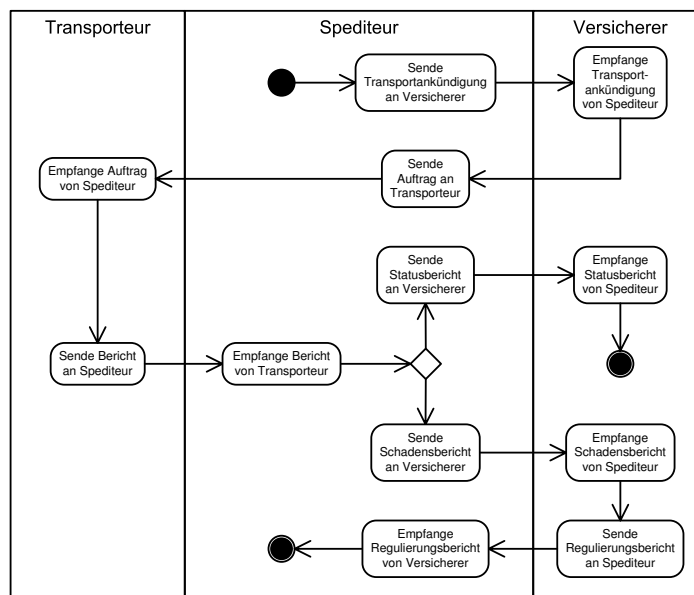 Transporteur
Spediteur
Versicherer
Sende
Transportankündigung
an Versicherer
Empfange
Transport-
ankündigung
von Spediteur
Sende
Auftrag an
Transporteur
Empfange Auftrag
von Spediteur
Sende
Statusbericht
an Versicherer
Empfange
Statusbericht
von Spediteur
Sende Bericht
an Spediteur
Empfange Bericht
von Transporteur
Sende
Schadensbericht
an Versicherer
Empfange
Schadensbericht
von Spediteur
Empfange
Regulierungsbericht
von Versicherer
Sende
Regulierungsbericht
an Spediteur